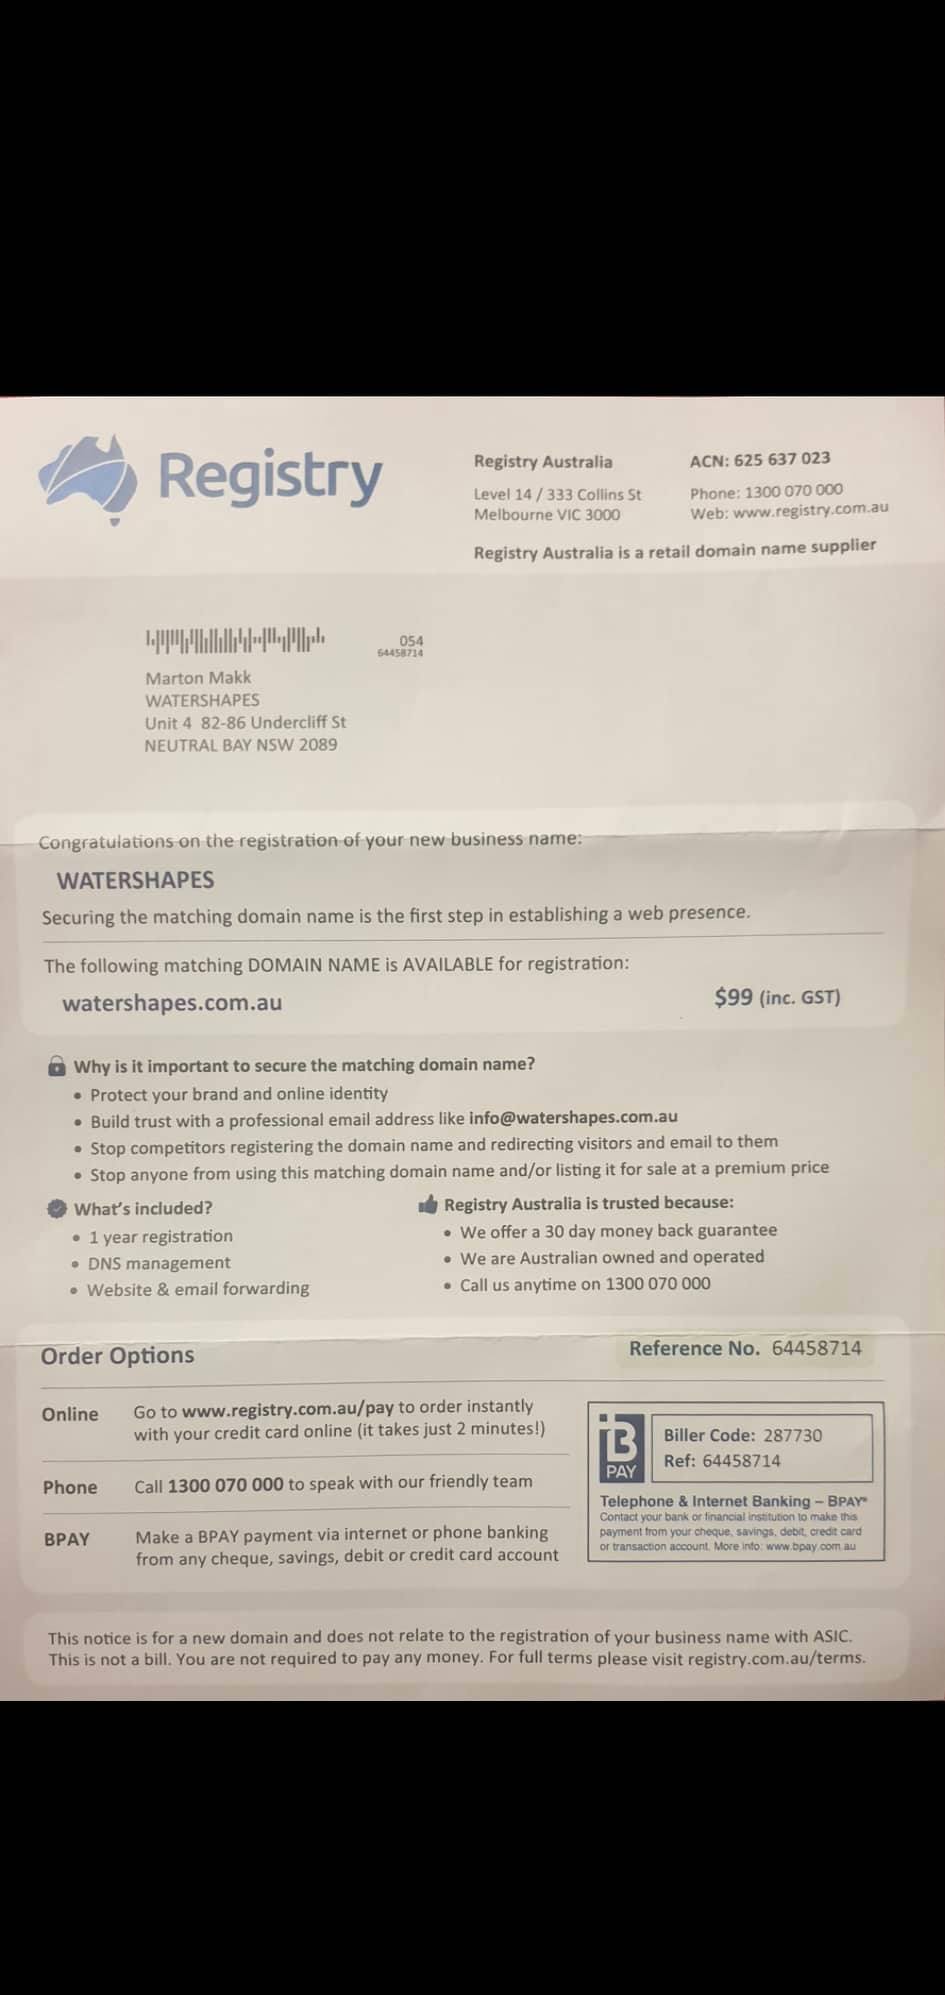 Registry
Registry Australia
Level 14 / 333 Collins St
Melbourne VIC 3000
ACN: 625 637 023
Phone: 1300 070 000
Web: www.registry.com.au
Registry Australia is a retail domain name supplier
054
64458714
Marton Makk
WATERSHAPES
Unit 4 82-86 Undercliff St
NEUTRAL BAY NSW 2089
Congratulations on the registration of your new business name:
WATERSHAPES
Securing the matching domain name is the first step in establishing a web presence.
The following matching DOMAIN NAME is AVAILABLE for registration:
watershapes.com.au $99 (inc. GST)
Why is it important to secure the matching domain name?
• Protect your brand and online identity
• Build trust with a professional email address like info@watershapes.com.au
• Stop competitors registering the domain name and redirecting visitors and email to them
• Stop anyone from using this matching domain name and/or listing it for sale at a premium price
What's included?
• 1 year registration
• DNS management
• Website & email forwarding
Registry Australia is trusted because:
• We offer a 30 day money back guarantee
• We are Australian owned and operated
• Call us anytime on 1300 070 000
Order Options
Reference No. 64458714
Online Go to www.registry.com.au/pay to order instantly
with your credit card online (it takes just 2 minutes!)
Phone Call 1300 070 000 to speak with our friendly team
BPAY Make a BPAY payment via internet or phone banking
from any cheque, savings, debit or credit card account
B
PAY
Biller Code: 287730
Ref: 64458714
Telephone & Internet Banking – BPAY®
Contact your bank or financial institution to make this
payment from your cheque, savings, debit, credit card
or transaction account. More info: www.bpay.com.au
This notice is for a new domain and does not relate to the registration of your business name with ASIC.
This is not a bill. You are not required to pay any money. For full terms please visit registry.com.au/terms.